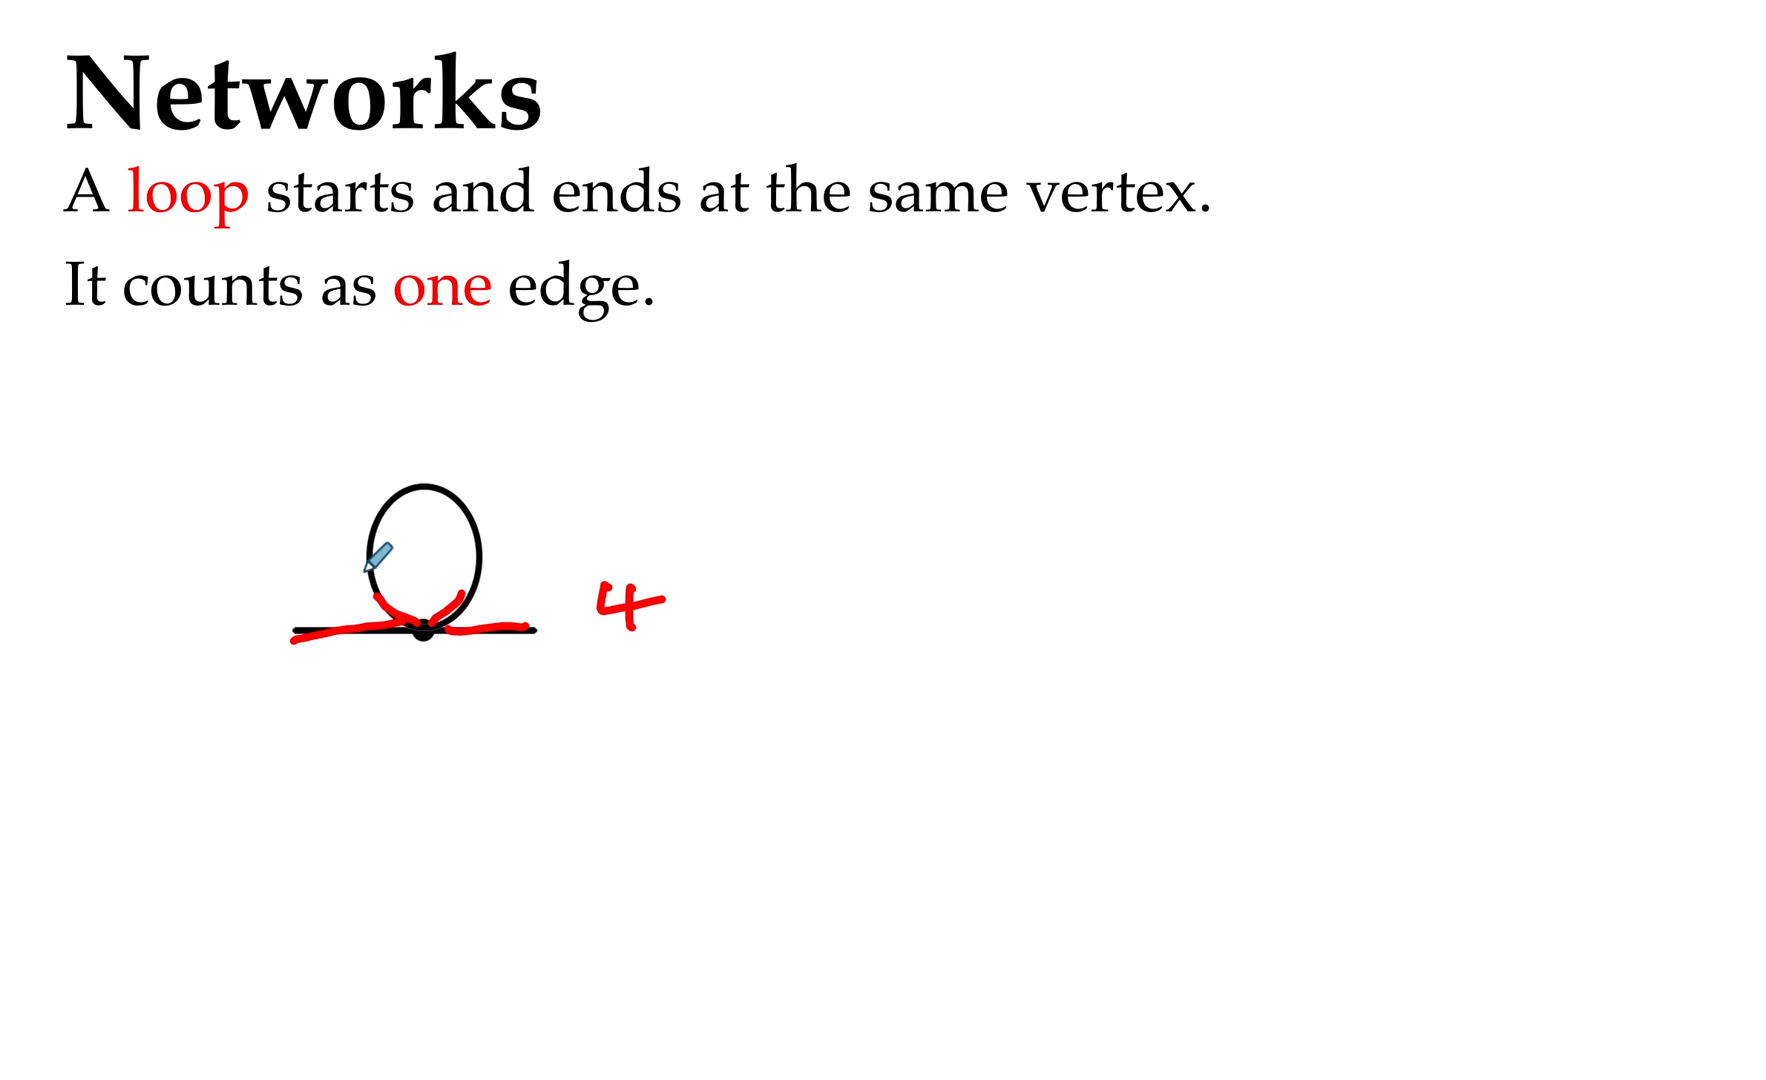 Networks
A loop starts and ends at the same vertex.
It counts as one edge.
4